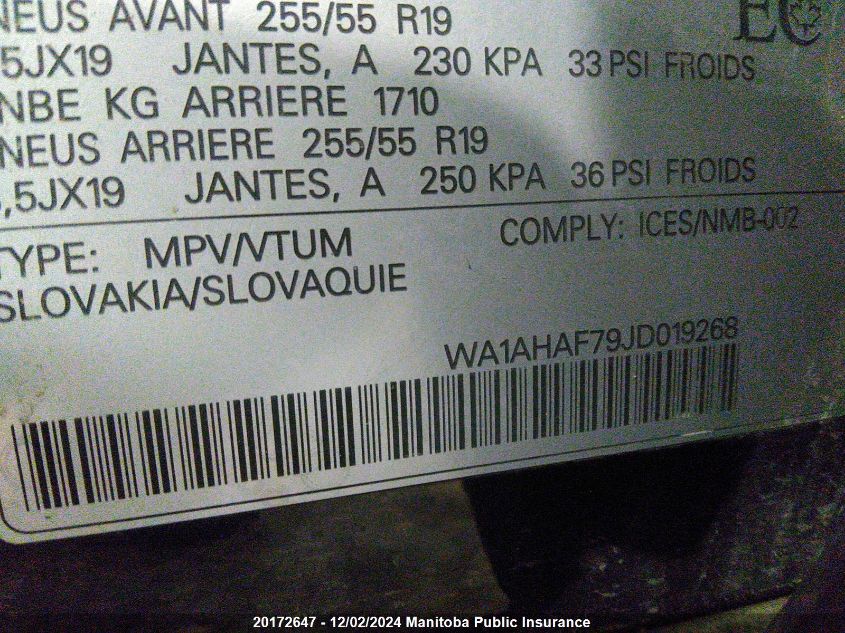 NEUS AVANT 255/55 R19
5JX19 JANTES, A 230 KPA 33 PSI FROIDS
NBE KG ARRIERE 1710
NEUS ARRIERE 255/55 R19
,5JX19 JANTES, A 250 KPA 36 PSI FROIDS
TYPE: MPV/VTUM COMPLY: ICES/NMB-002
SLOVAKIA/SLOVAQUIE
WA1AHAF79JD019268
20172647 - 12/02/2024 Manitoba Public Insurance